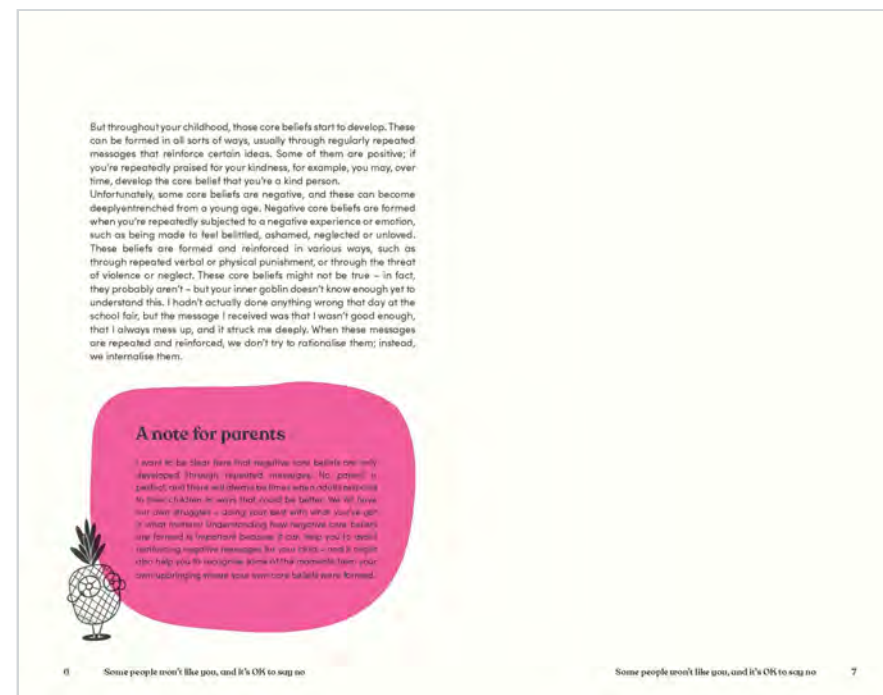 But throughout your childhood, those core beliefs start to develop. These
can be formed in all sorts of ways, usually through regularly repeated
messages that reinforce certain ideas. Some of them are positive; if
you're repeatedly praised for your kindness, for example, you may, over
time, develop the core belief that you're a kind person.
Unfortunately, some core beliefs are negative, and these can become
deeplyentrenched from a young age. Negative core beliefs are formed
when you're repeatedly subjected to a negative experience or emotion,
such as being made to feel belittled, ashamed, neglected or unloved.
These beliefs are formed and reinforced in various ways, such as
through repeated verbal or physical punishment, or through the threat
of violence or neglect. These core beliefs might not be true – in fact,
they probably aren't – but your inner goblin doesn't know enough yet to
understand this. I hadn't actually done anything wrong that day at the
school fair, but the message I received was that I wasn't good enough,
that I always mess up, and it struck me deeply. When these messages
are repeated and reinforced, we don't try to rationalise them; instead,
we internalise them.
A note for parents
I want to be clear here that negative core beliefs are only
developed through repeated messages. No parent is
perfect, and there will always be times when adults respond
to their children in ways that could be better. We all have
our own struggles – doing your best with what you've got
is what matters! Understanding how negative core beliefs
are formed is important because it can help you to avoid
reinforcing negative messages for your child – and it might
also help you to recognise some of the moments from your
own upbringing where your own core beliefs were formed.
6 Some people won't like you, and it's OK to say no
Some people won't like you, and it's OK to say no 7